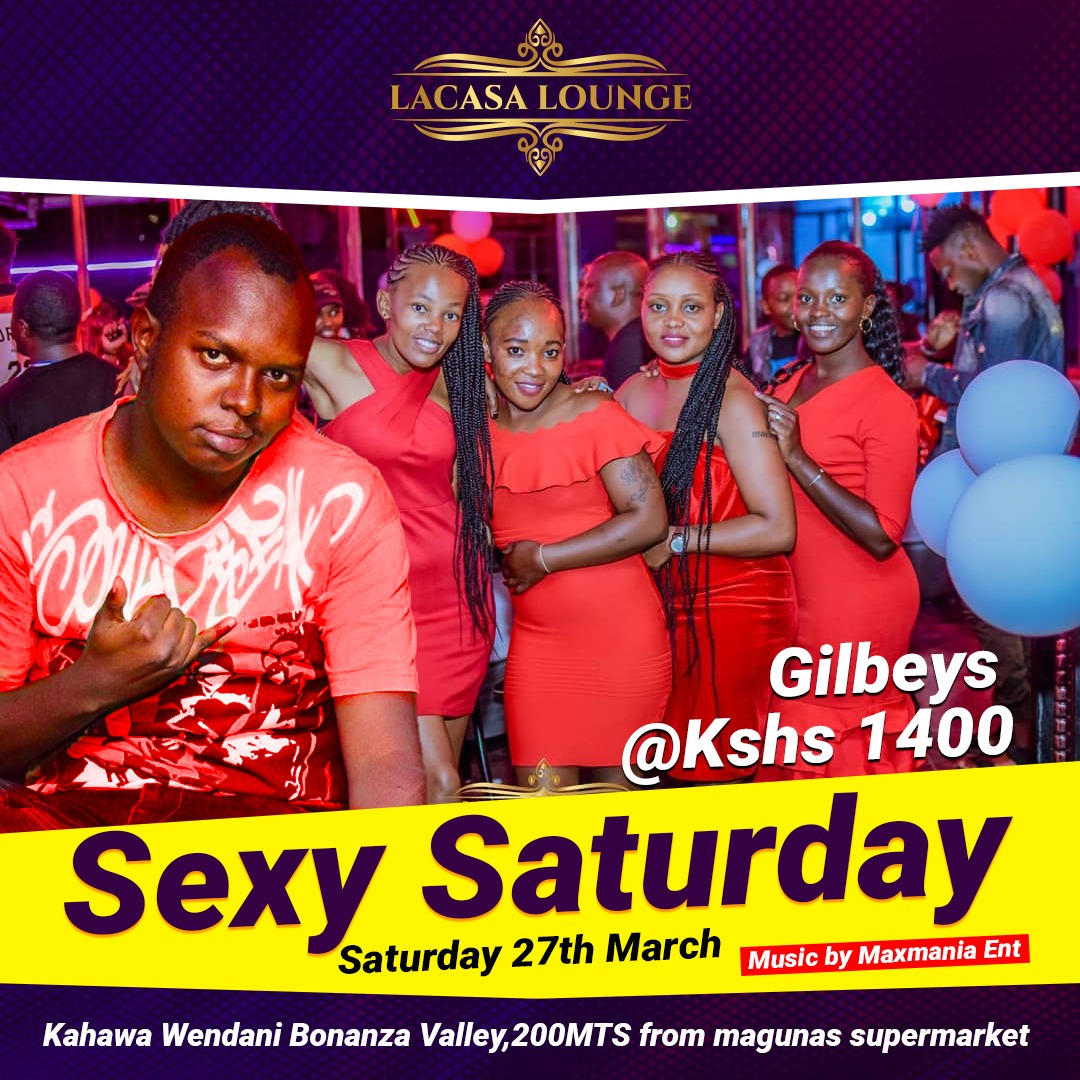 LACASA LOUNGE
Gilbeys
@Kshs 1400
Sexy Saturday
Saturday 27th March
Music by Maxmania Ent
Kahawa Wendani Bonanza Valley,200MTS from magunas supermarket